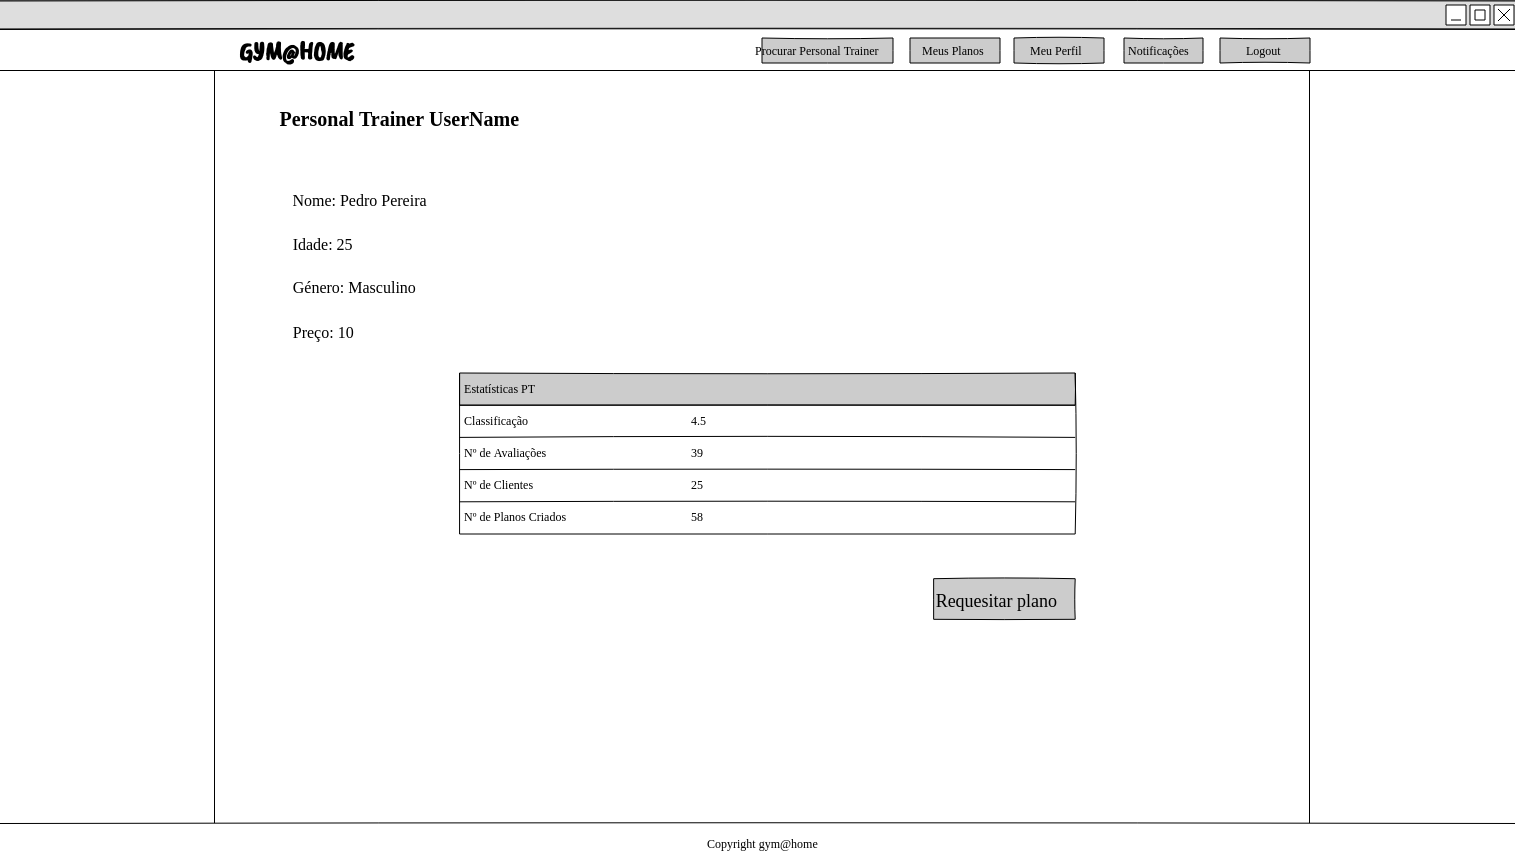 GYM@HOME
Procurar Personal Trainer
Meus Planos
Meu Perfil
Notificações
Logout
Personal Trainer UserName
Nome: Pedro Pereira
Idade: 25
Género: Masculino
Preço: 10
Estatísticas PT
Classificação 4.5
Nº de Avaliações 39
Nº de Clientes 25
Nº de Planos Criados 58
Requesitar plano
Copyright gym@home